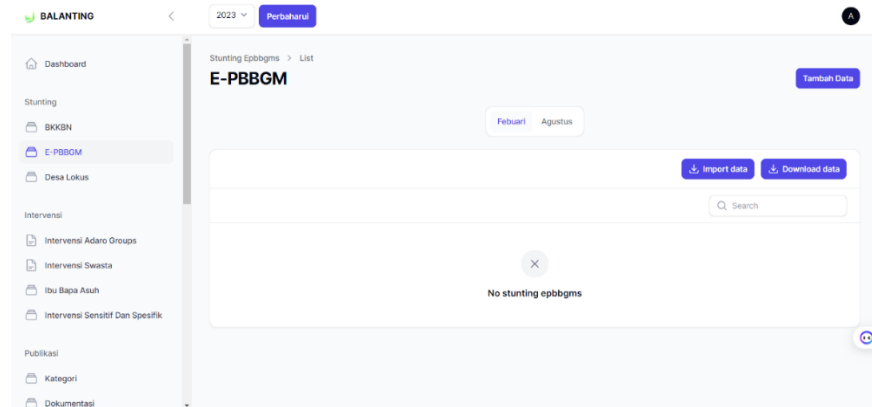 BALANTING
2023
Perbaharui
A
Dashboard
Stunting
BKKBN
E-PBBGM
Desa Lokus
Intervensi
Intervensi Adaro Groups
Intervensi Swasta
Ibu Bapa Asuh
Intervensi Sensitif Dan Spesifik
Publikasi
Kategori
Dokumentasi
Stunting Epbbgms > List
E-PBBGM
Tambah Data
Febuari Agustus
Import data Download data
Search
No stunting epbbgms